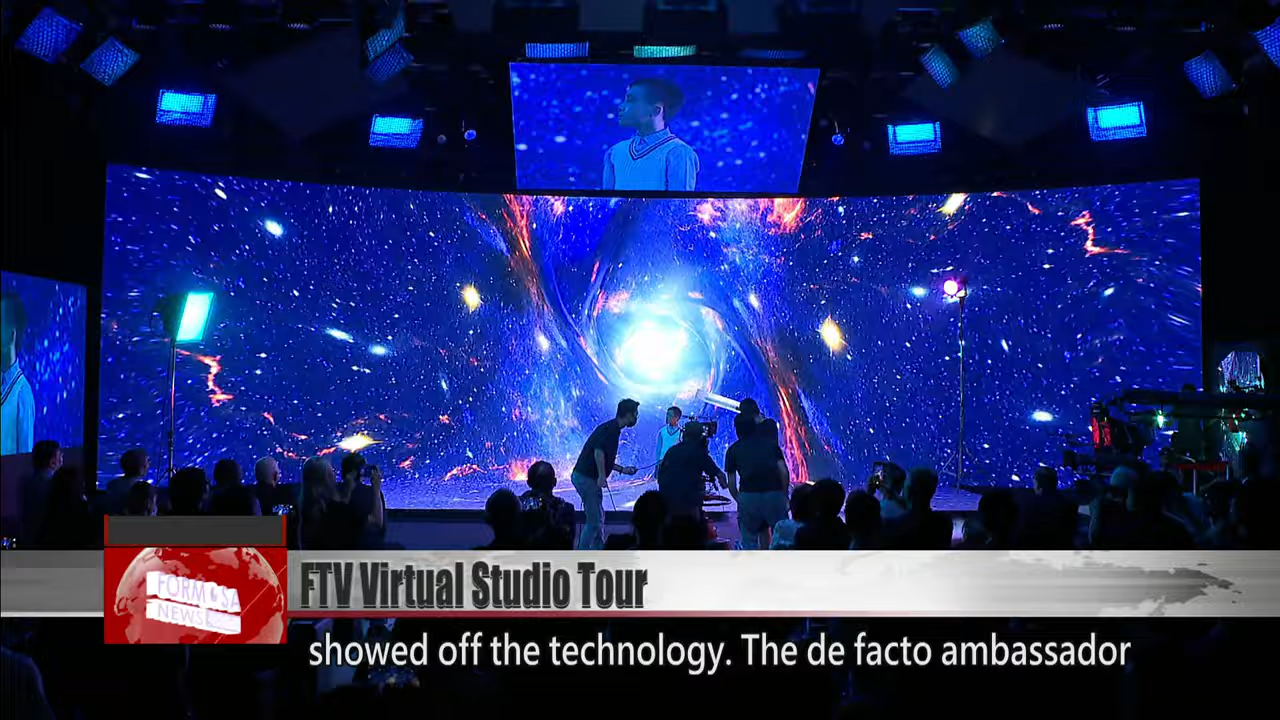 FTV Virtual Studio Tour
FORMOSA
NEWS
showed off the technology. The de facto ambassador